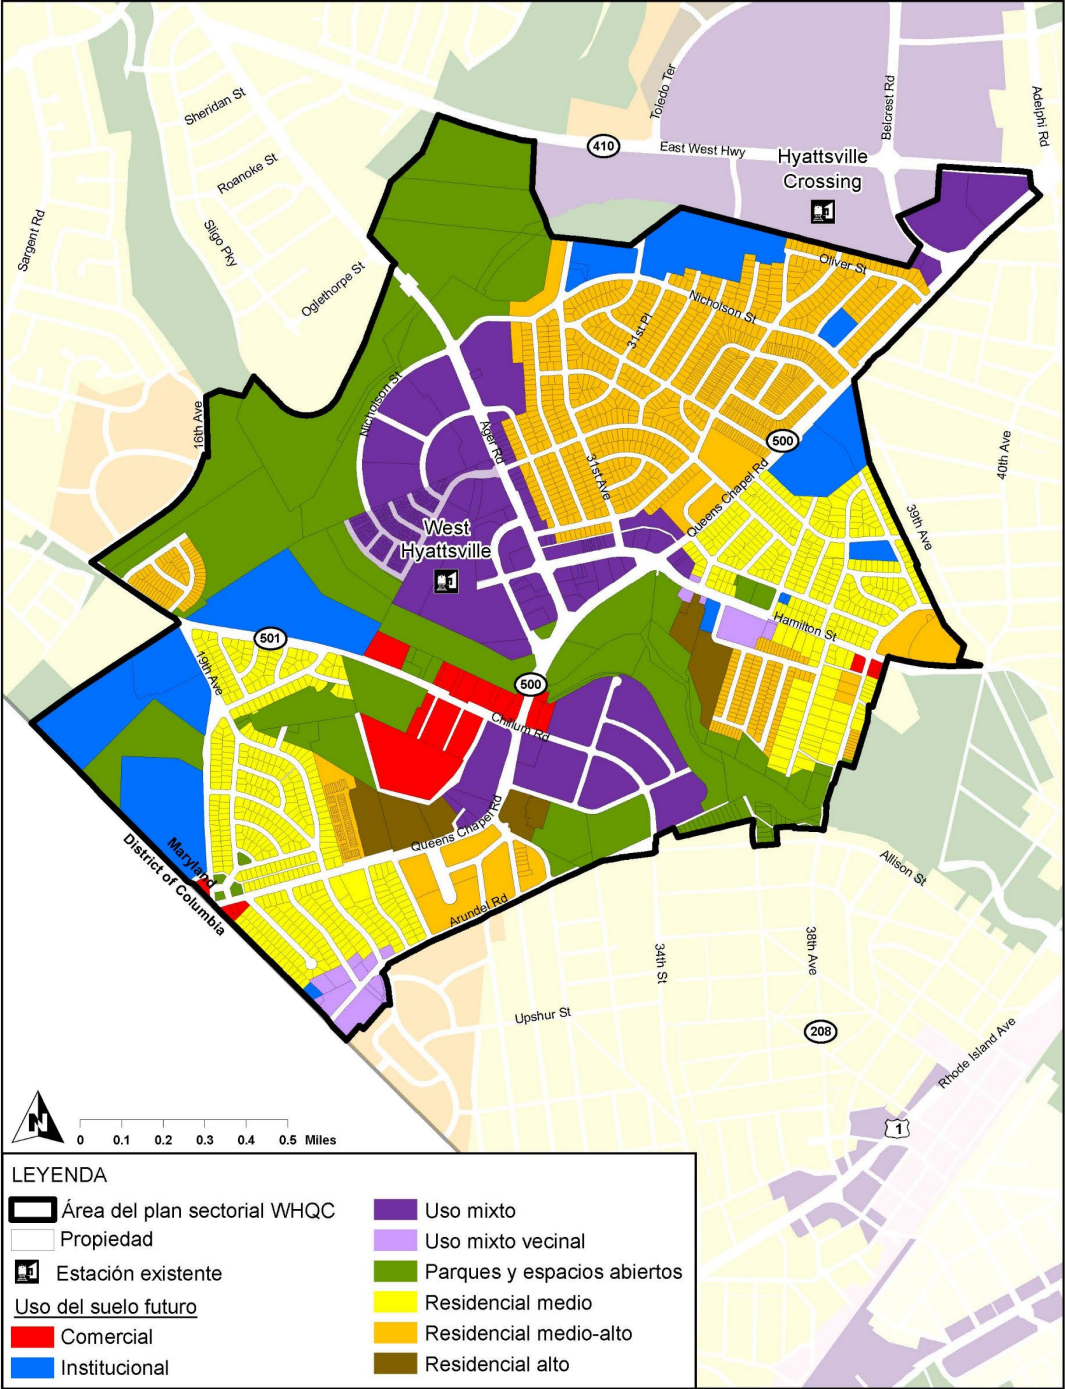 Toledo Ter
Belcrest Rd
Adelphi Rd
Sheridan St
410
East West Hwy
Hyattsville
Crossing
Roanoke St
Sargent Rd
Sligo Pky
Oliver St
Oglethorpe St
Nicholson St
31st Pl
Nicholson St
16th Ave
Ager Rd
500
40th Ave
31st Ave
Queens Chapel Rd
39th Ave
West
Hyattsville
501
Hamilton St
19th Ave
500
Chillum Rd
Queens Chapel Rd
Maryland
District of Columbia
Allison St
Arundel Rd
34th St
38th Ave
Upshur St
208
Rhode Island Ave
1
N
0 0.1 0.2 0.3 0.4 0.5 Miles
LEYENDA
Área del plan sectorial WHQC
Propiedad
Estación existente
Uso del suelo futuro
Comercial
Institucional
Uso mixto
Uso mixto vecinal
Parques y espacios abiertos
Residencial medio
Residencial medio-alto
Residencial alto